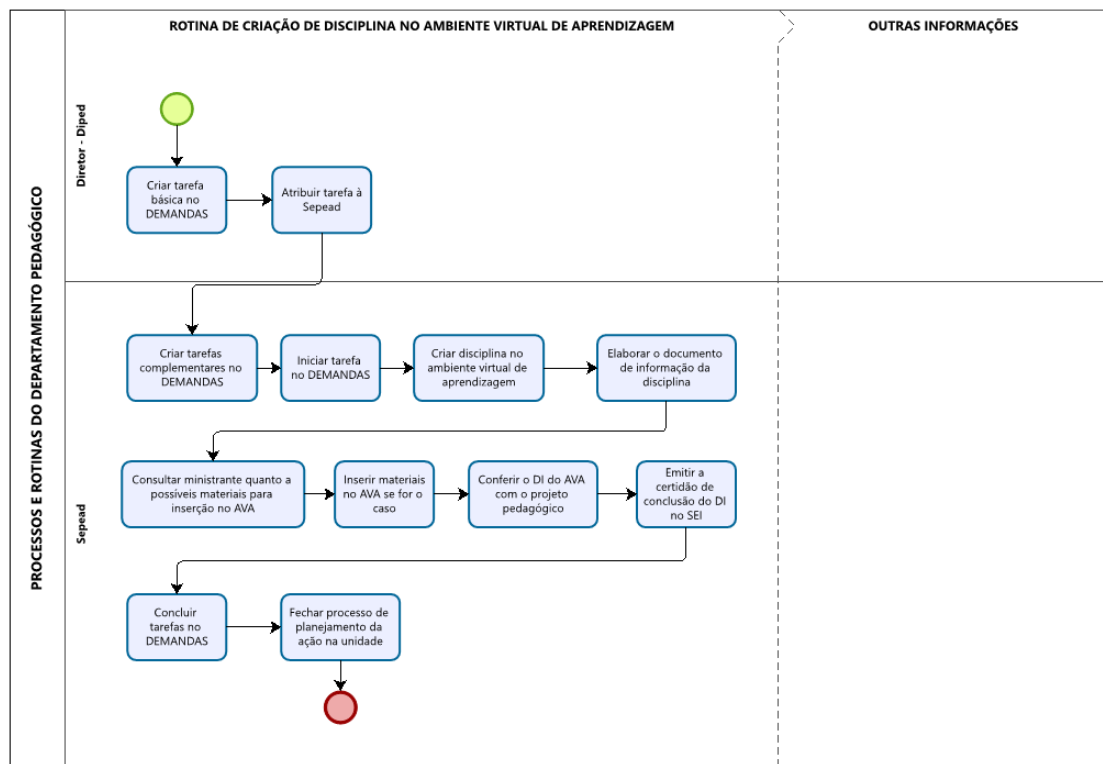 ROTINA DE CRIAÇÃO DE DISCIPLINA NO AMBIENTE VIRTUAL DE APRENDIZAGEM
OUTRAS INFORMAÇÕES
PROCESSOS E ROTINAS DO DEPARTAMENTO PEDAGÓGICO
Diretor - Diped
Criar tarefa
básica no
DEMANDAS
Atribuir tarefa à
Sepead
Sepead
Criar tarefas
complementares no
DEMANDAS
Iniciar tarefa
no DEMANDAS
Criar disciplina no
ambiente virtual de
aprendizagem
Elaborar o documento
de informação da
disciplina
Consultar ministrante quanto a
possíveis materiais para
inserção no AVA
Inserir materiais
no AVA se for o
caso
Conferir o DI do AVA
com o projeto
pedagógico
Emitir a
certidão de
conclusão do DI
no SEI
Concluir
tarefas no
DEMANDAS
Fechar processo de
planejamento da
ação na unidade